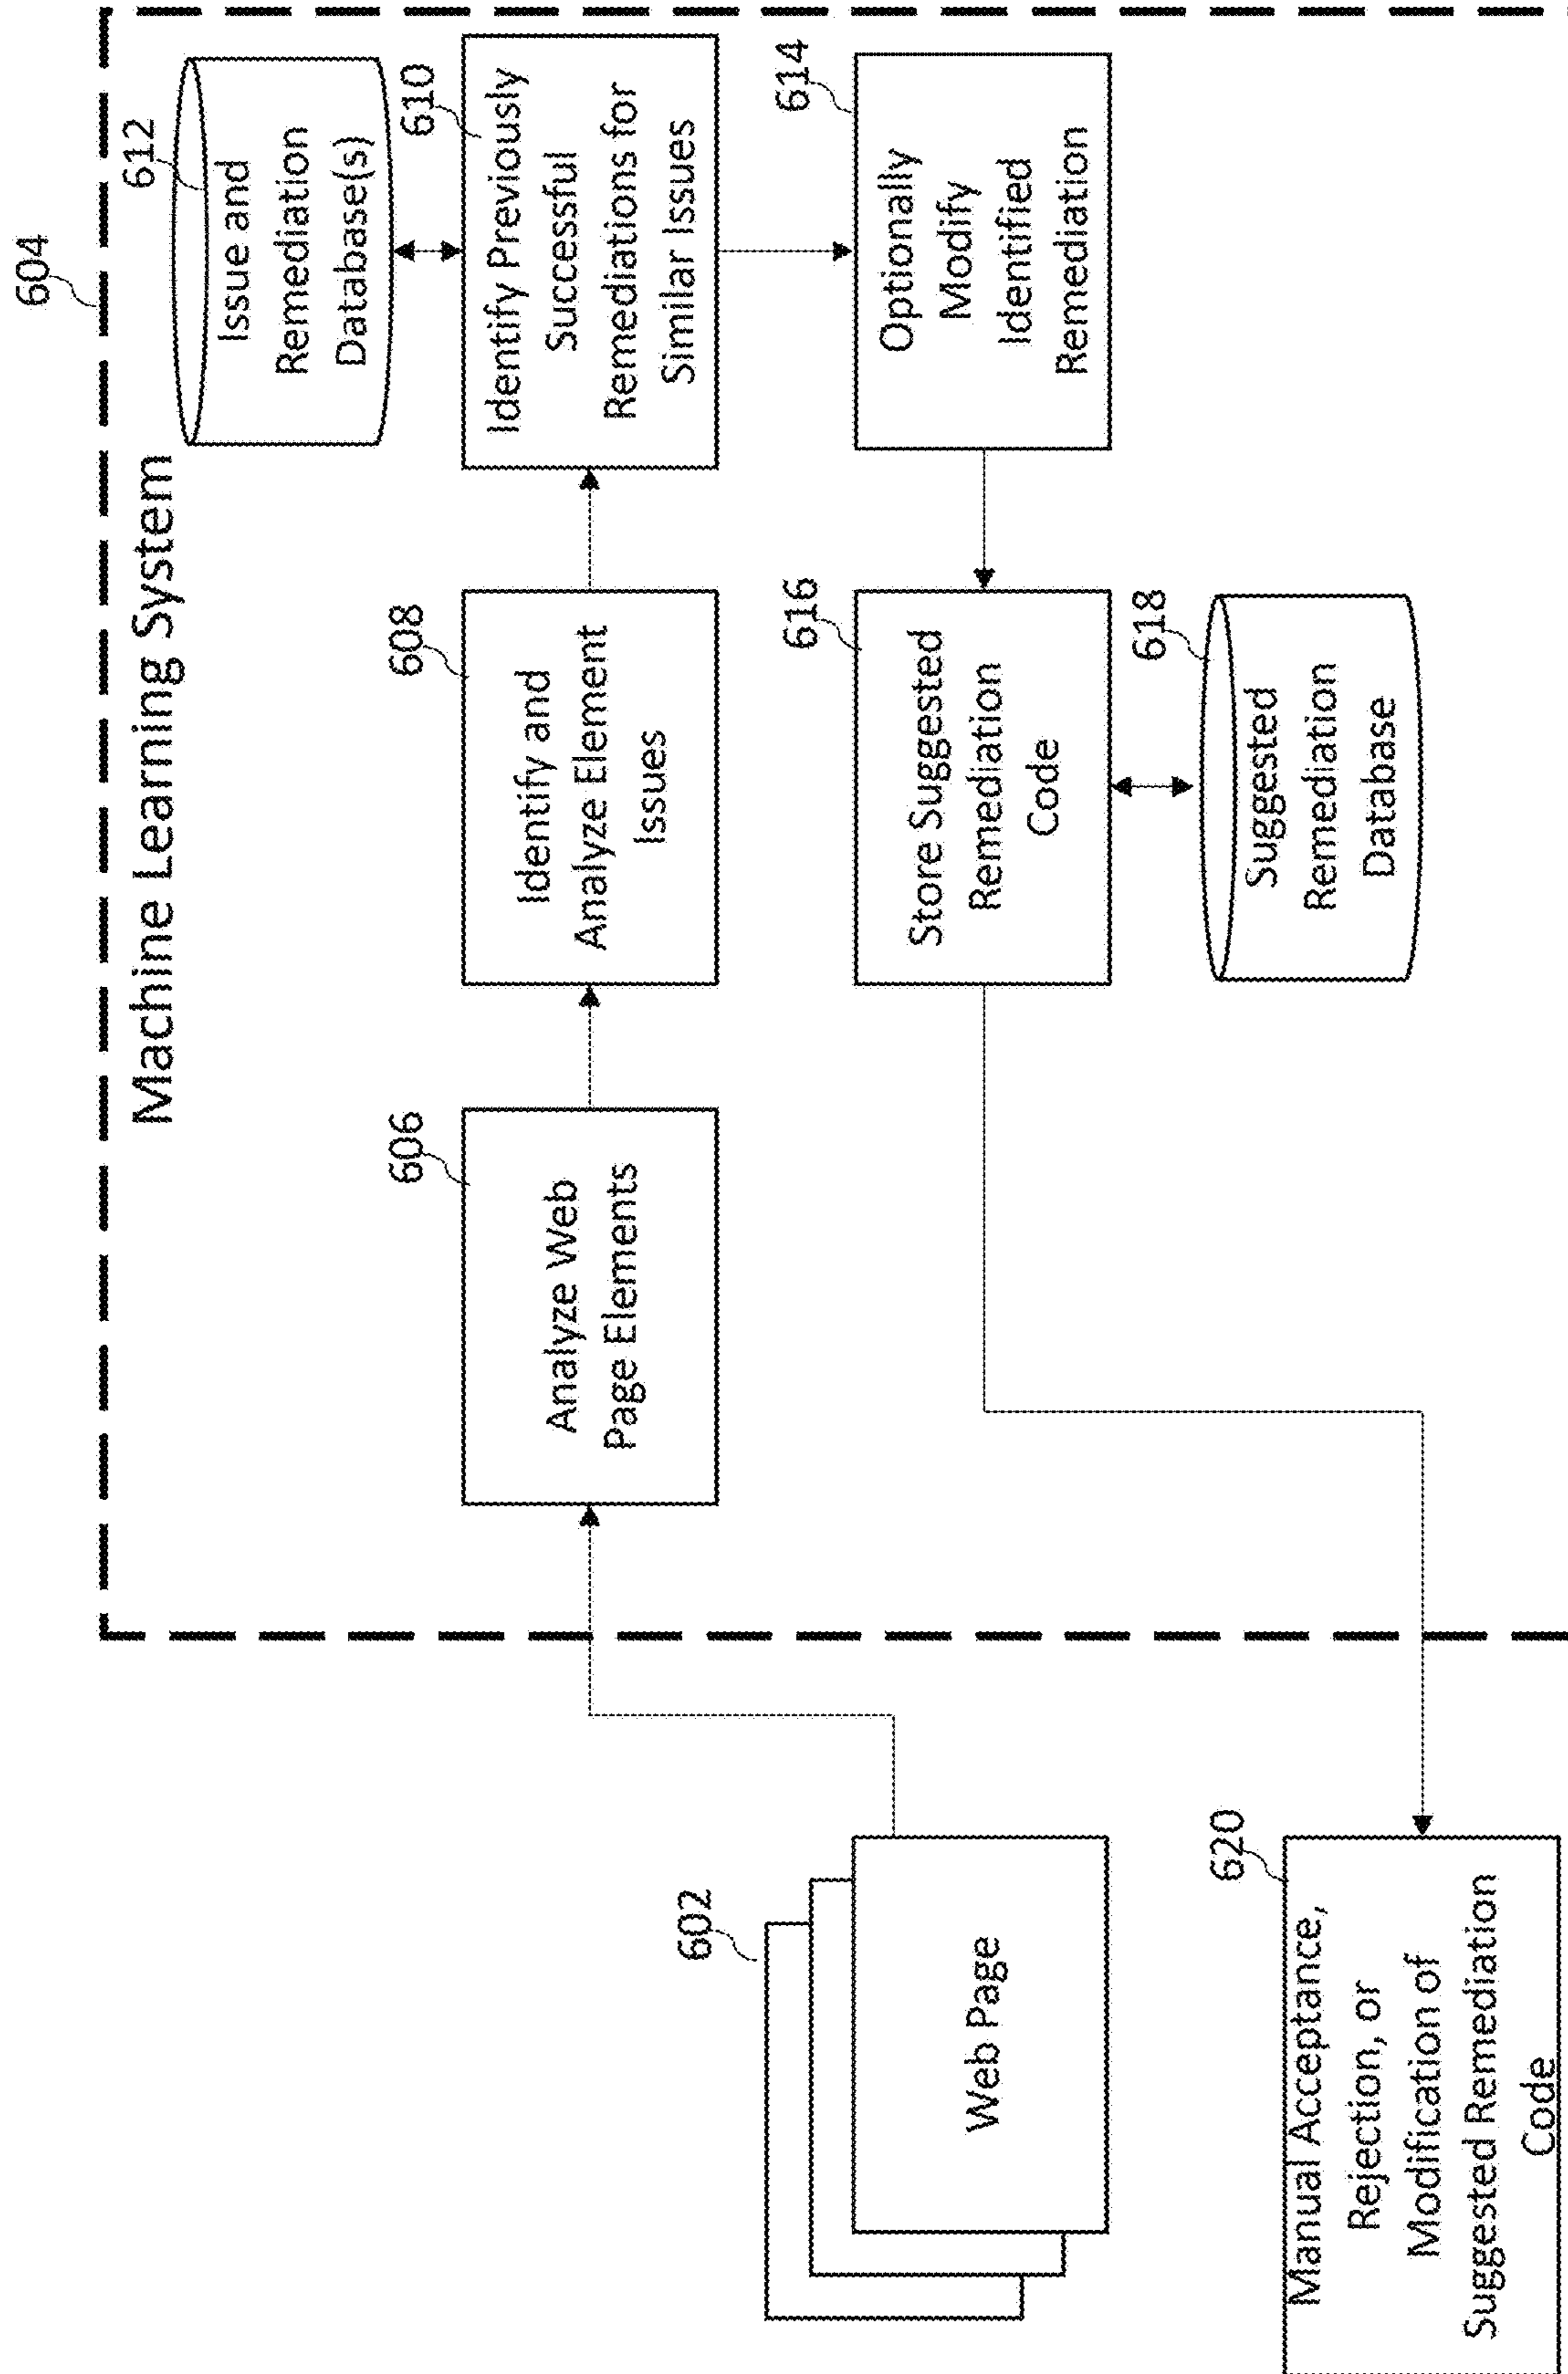 604
Machine Learning System
612
Issue and
Remediation
Database(s)
606
Analyze Web
Page Elements
608
Identify and
Analyze Element
Issues
610
Identify Previously
Successful
Remediations for
Similar Issues
614
Optionally
Modify
Identified
Remediation
616
Store Suggested
Remediation
Code
618
Suggested
Remediation
Database
602
Web Page
620
Manual Acceptance,
Rejection, or
Modification of
Suggested Remediation
Code